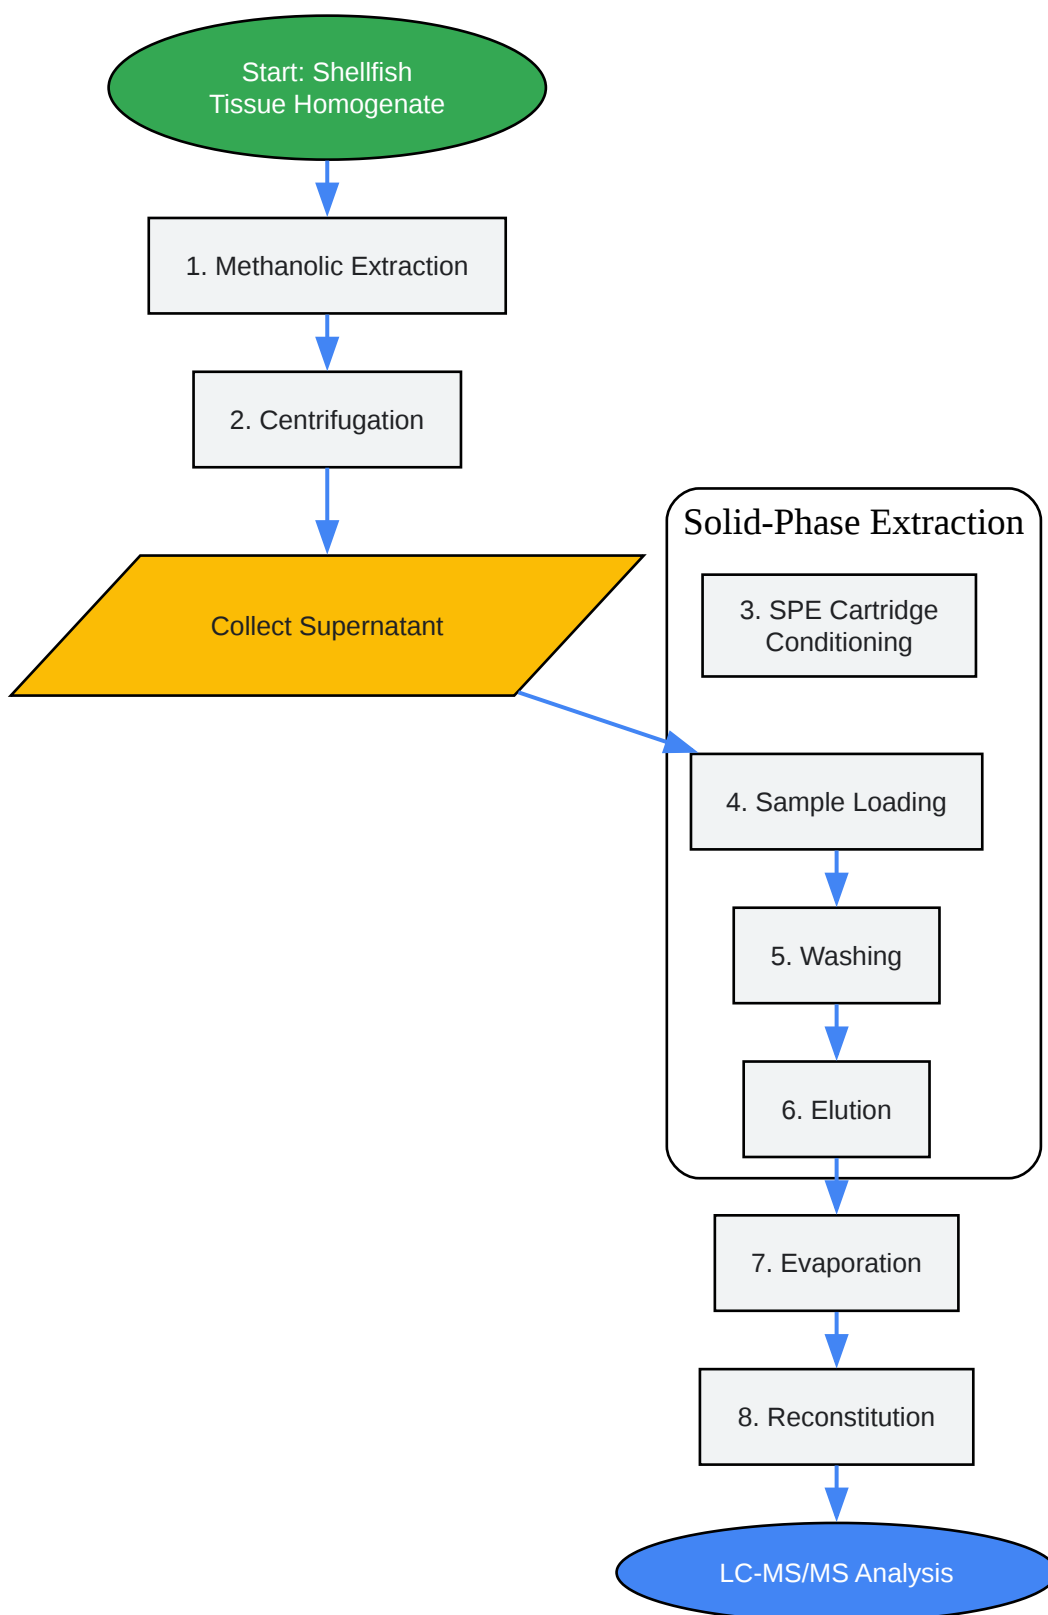 Start: Shellfish
Tissue Homogenate
1. Methanolic Extraction
2. Centrifugation
Collect Supernatant
Solid-Phase Extraction
3. SPE Cartridge
Conditioning
4. Sample Loading
5. Washing
6. Elution
7. Evaporation
8. Reconstitution
LC-MS/MS Analysis